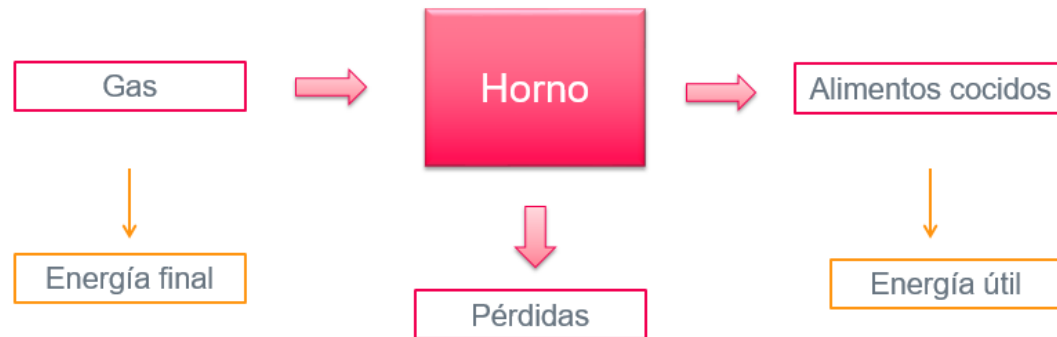 Gas
Horno
Alimentos cocidos
Energía final
Pérdidas
Energía útil